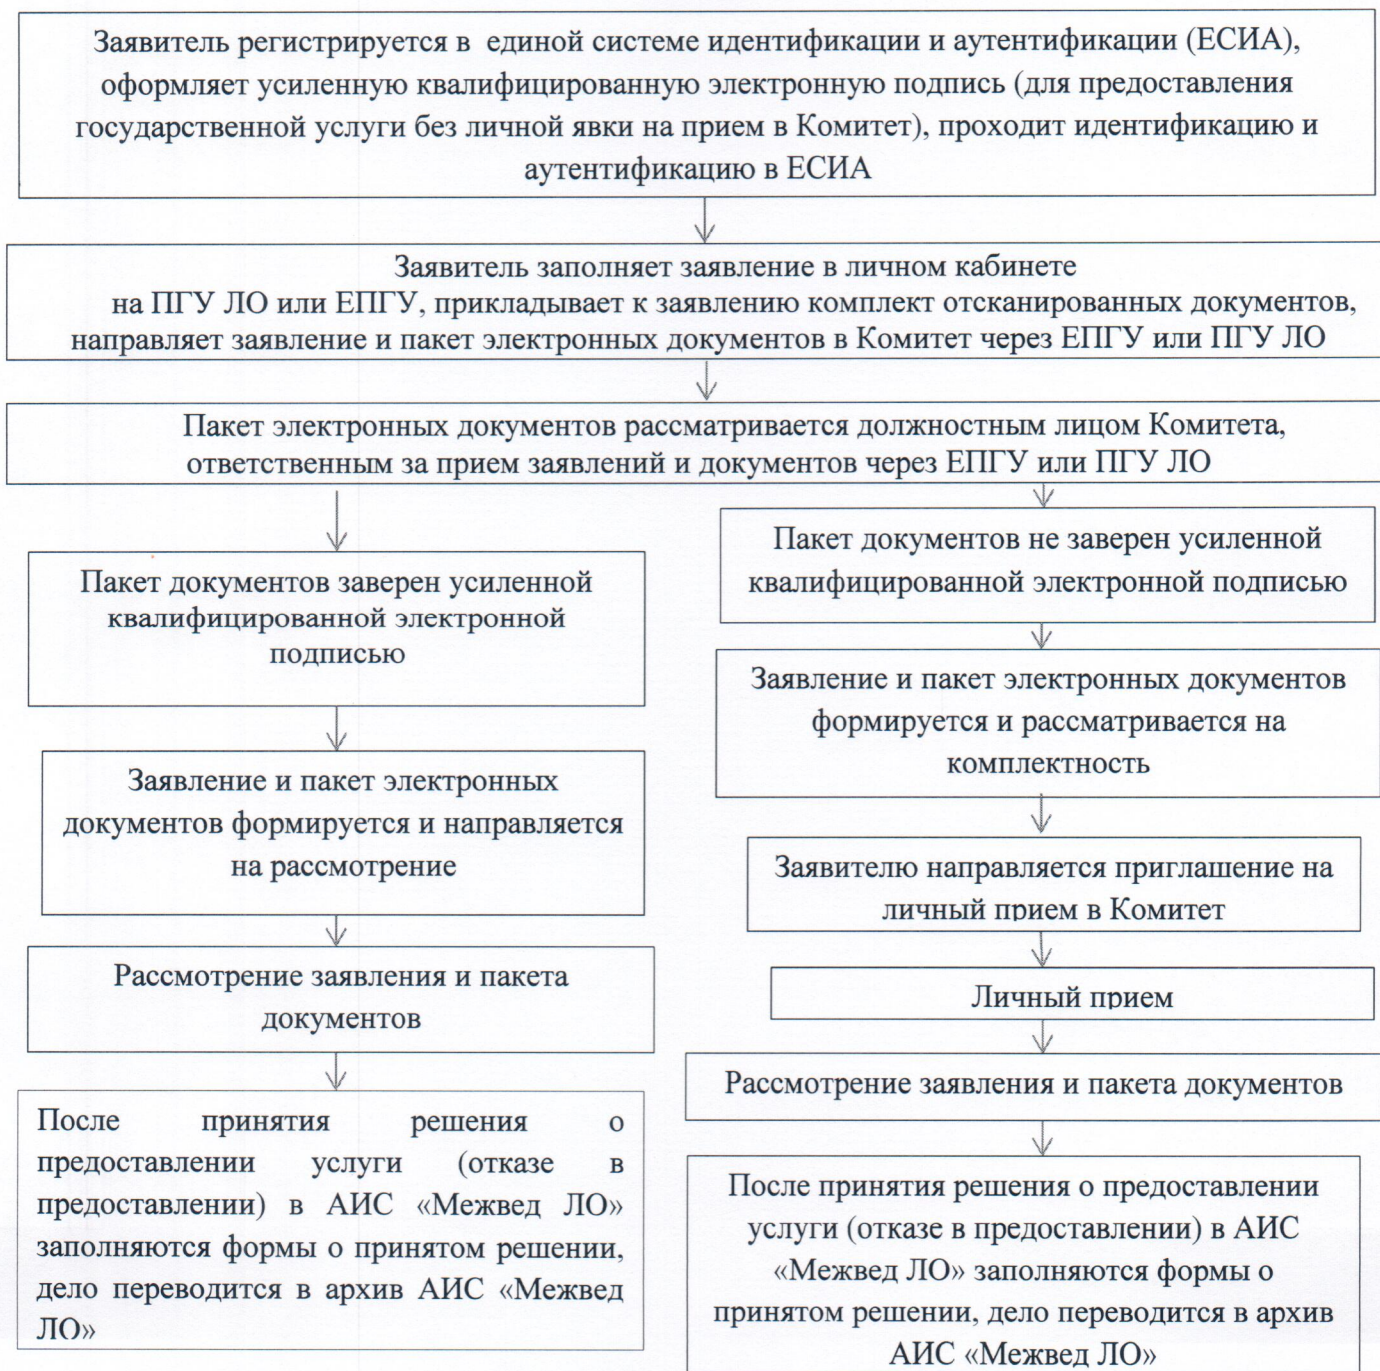 Заявитель регистрируется в единой системе идентификации и аутентификации (ЕСИА),
оформляет усиленную квалифицированную электронную подпись (для предоставления
государственной услуги без личной явки на прием в Комитет), проходит идентификацию и
аутентификацию в ЕСИА
Заявитель заполняет заявление в личном кабинете
на ПГУ ЛО или ЕПГУ, прикладывает к заявлению комплект отсканированных документов,
направляет заявление и пакет электронных документов в Комитет через ЕПГУ или ПГУ ЛО
Пакет электронных документов рассматривается должностным лицом Комитета,
ответственным за прием заявлений и документов через ЕПГУ или ПГУ ЛО
Пакет документов заверен усиленной
квалифицированной электронной
подписью
Заявление и пакет электронных
документов формируется и направляется
на рассмотрение
Рассмотрение заявления и пакета
документов
После принятия решения о
предоставлении услуги (отказе в
предоставлении) в АИС «Межвед ЛО»
заполняются формы о принятом решении,
дело переводится в архив АИС «Межвед
ЛО»
Пакет документов не заверен усиленной
квалифицированной электронной подписью
Заявление и пакет электронных документов
формируется и рассматривается на
комплектность
Заявителю направляется приглашение на
личный прием в Комитет
Личный прием
Рассмотрение заявления и пакета документов
После принятия решения о предоставлении
услуги (отказе в предоставлении) в АИС
«Межвед ЛО» заполняются формы о
принятом решении, дело переводится в архив
АИС «Межвед ЛО»